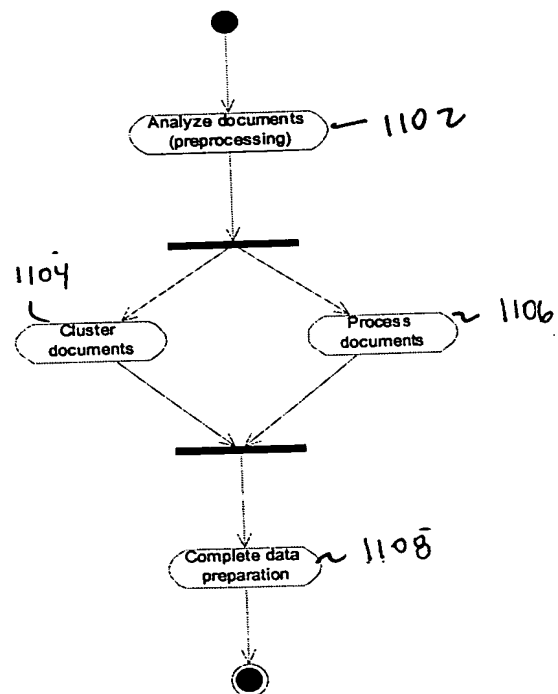 Analyze documents
(preprocessing)
1102
1104
Cluster
documents
Process
documents
1106
Complete data
preparation
1108